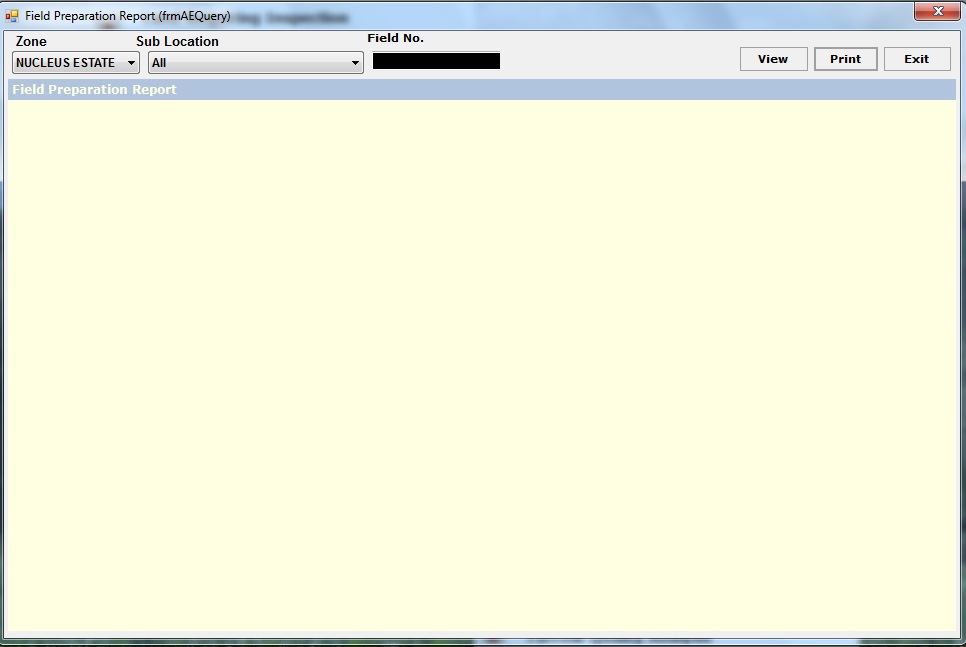 Field Preparation Report (frmAEQuery)
Zone Sub Location Field No.
NUCLEUS ESTATE All
View Print Exit
Field Preparation Report